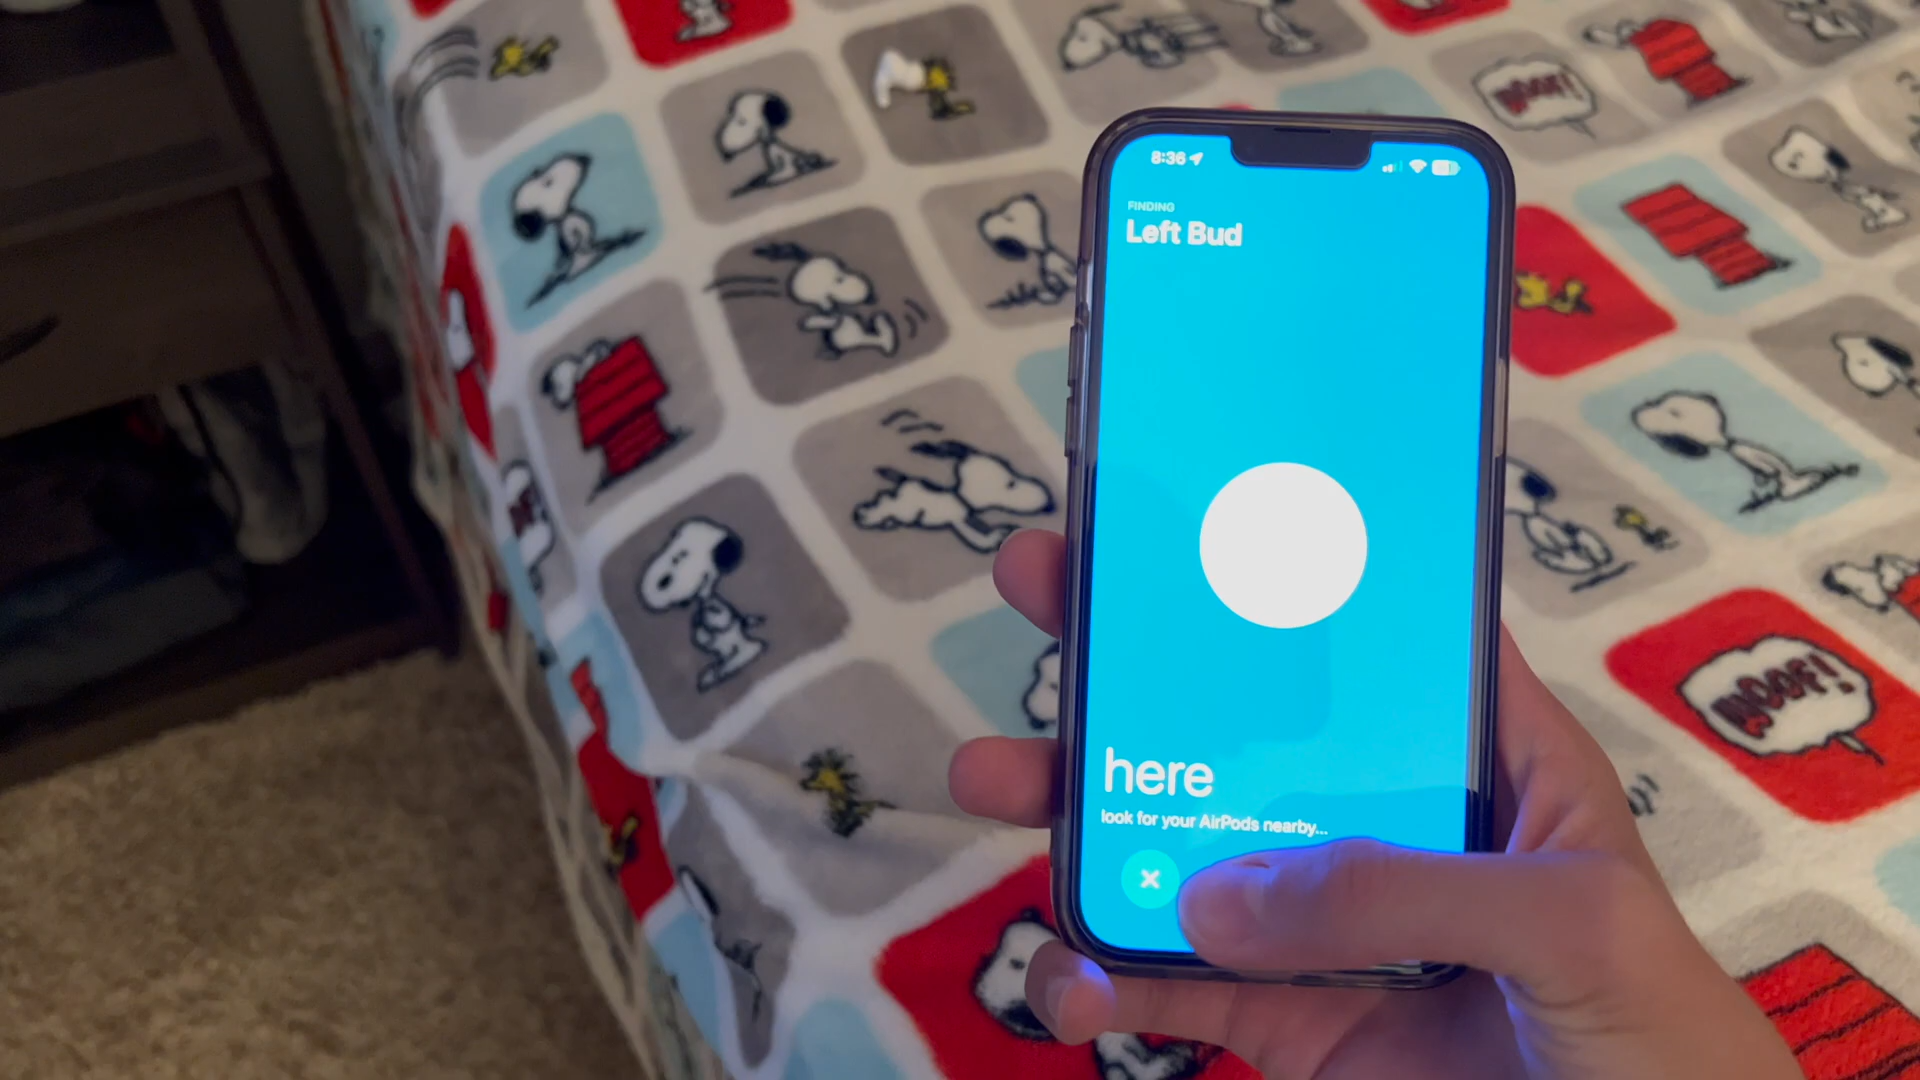 WOOF!
8:36
FINDING
Left Bud
here
look for your AirPods nearby...
WOOF!